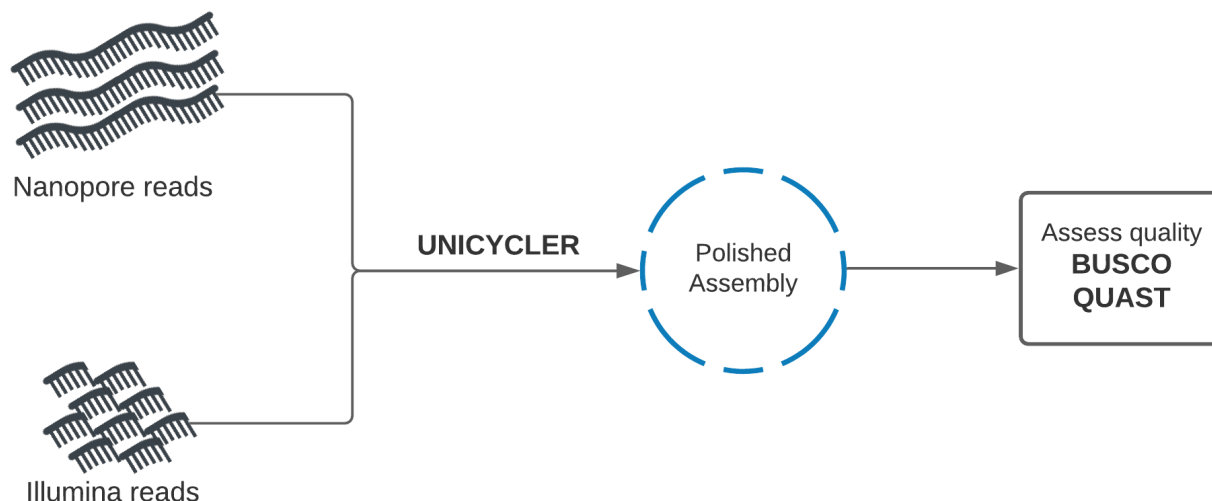 Nanopore reads
UNICYCLER
Polished
Assembly
Assess quality
BUSCO
QUAST
Illumina reads